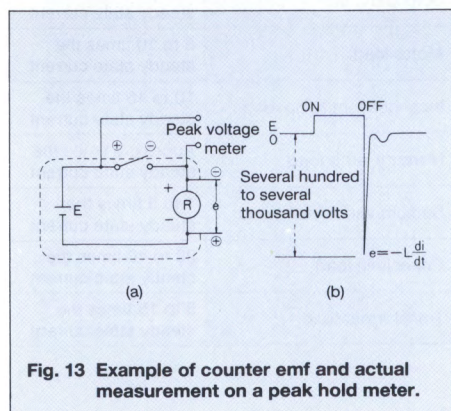 ON
OFF
E
0
Peak voltage
meter
⊕
⊖
⊖
+
R
e
−
⊕
E
Several hundred
to several
thousand volts
e=−L di/dt
(a)
(b)
Fig. 13 Example of counter emf and actual
measurement on a peak hold meter.